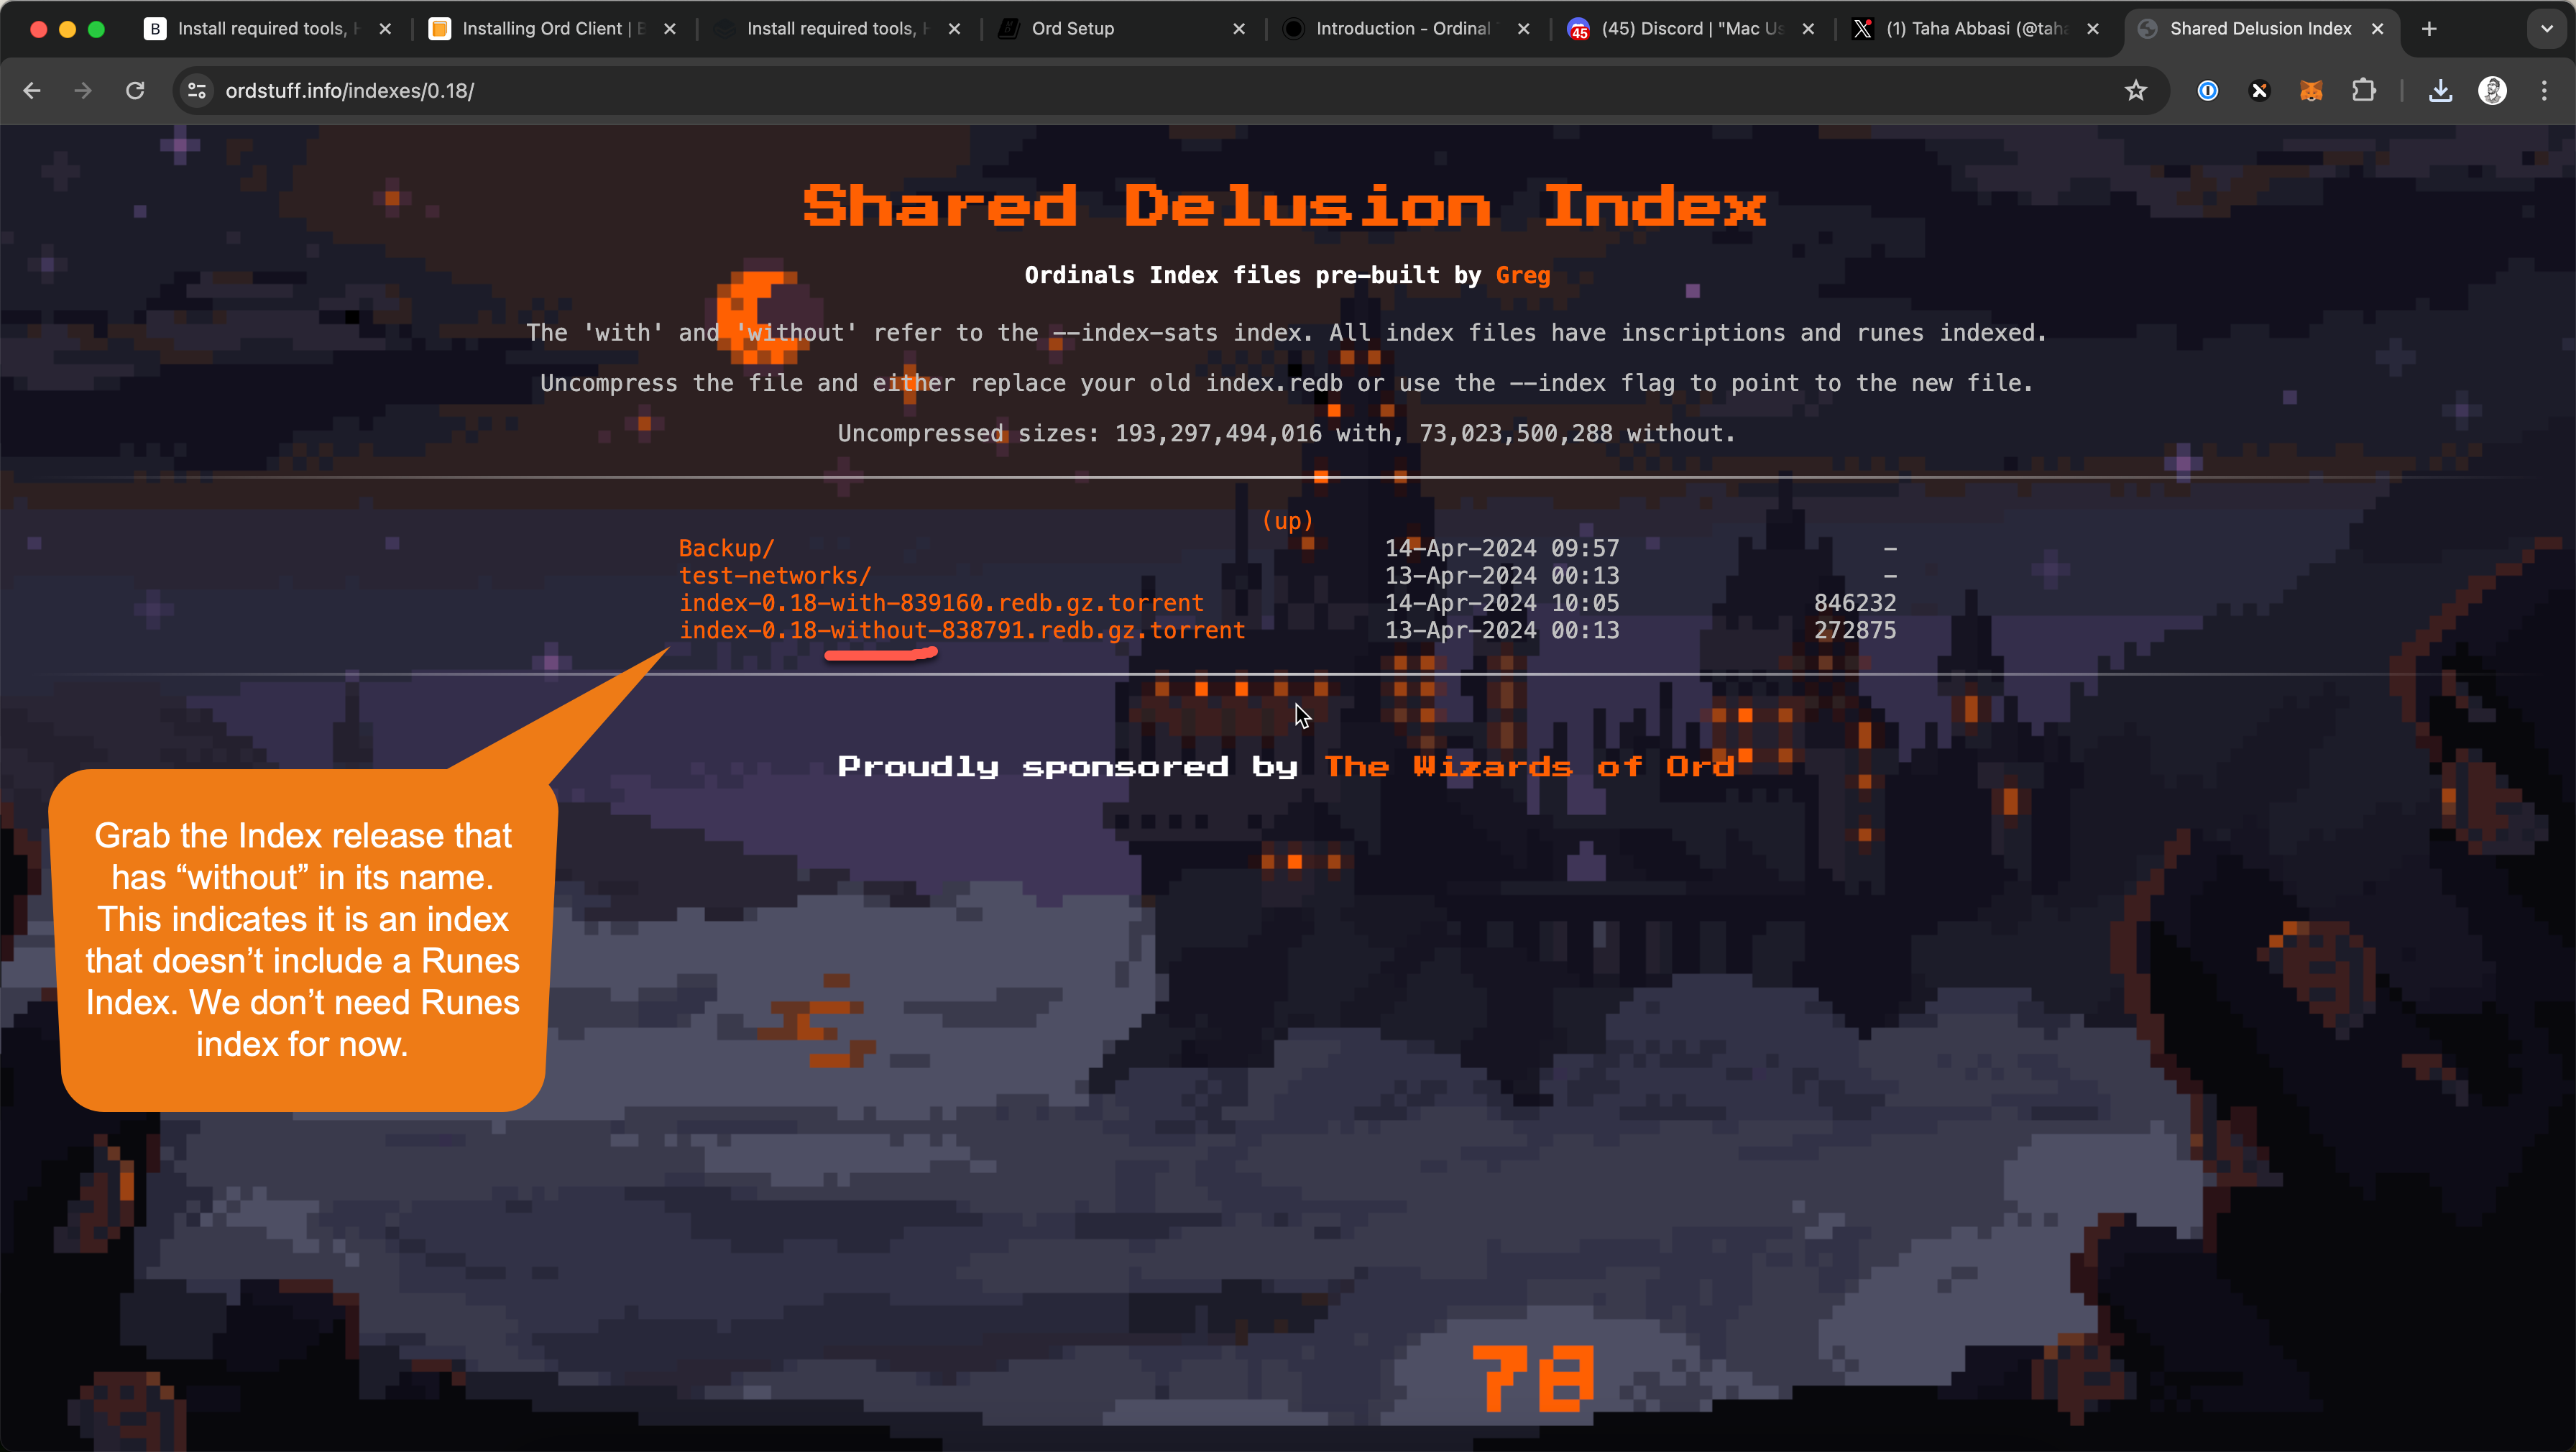 Install required tools, H
Installing Ord Client | B
Install required tools, H
Ord Setup
Introduction - Ordinal T
45
(45) Discord | "Mac Us
(1) Taha Abbasi (@taha
Shared Delusion Index
ordstuff.info/indexes/0.18/
Shared Delusion Index
Ordinals Index files pre-built by Greg
The 'with' and 'without' refer to the --index-sats index. All index files have inscriptions and runes indexed.
Uncompress the file and either replace your old index.redb or use the --index flag to point to the new file.
Uncompressed sizes: 193,297,494,016 with, 73,023,500,288 without.
(up)
Backup/ 14-Apr-2024 09:57 -
test-networks/ 13-Apr-2024 00:13 -
index-0.18-with-839160.redb.gz.torrent 14-Apr-2024 10:05 846232
index-0.18-without-838791.redb.gz.torrent 13-Apr-2024 00:13 272875
Proudly sponsored by The Wizards of Ord
Grab the Index release that
has “without” in its name.
This indicates it is an index
that doesn’t include a Runes
Index. We don’t need Runes
index for now.
78